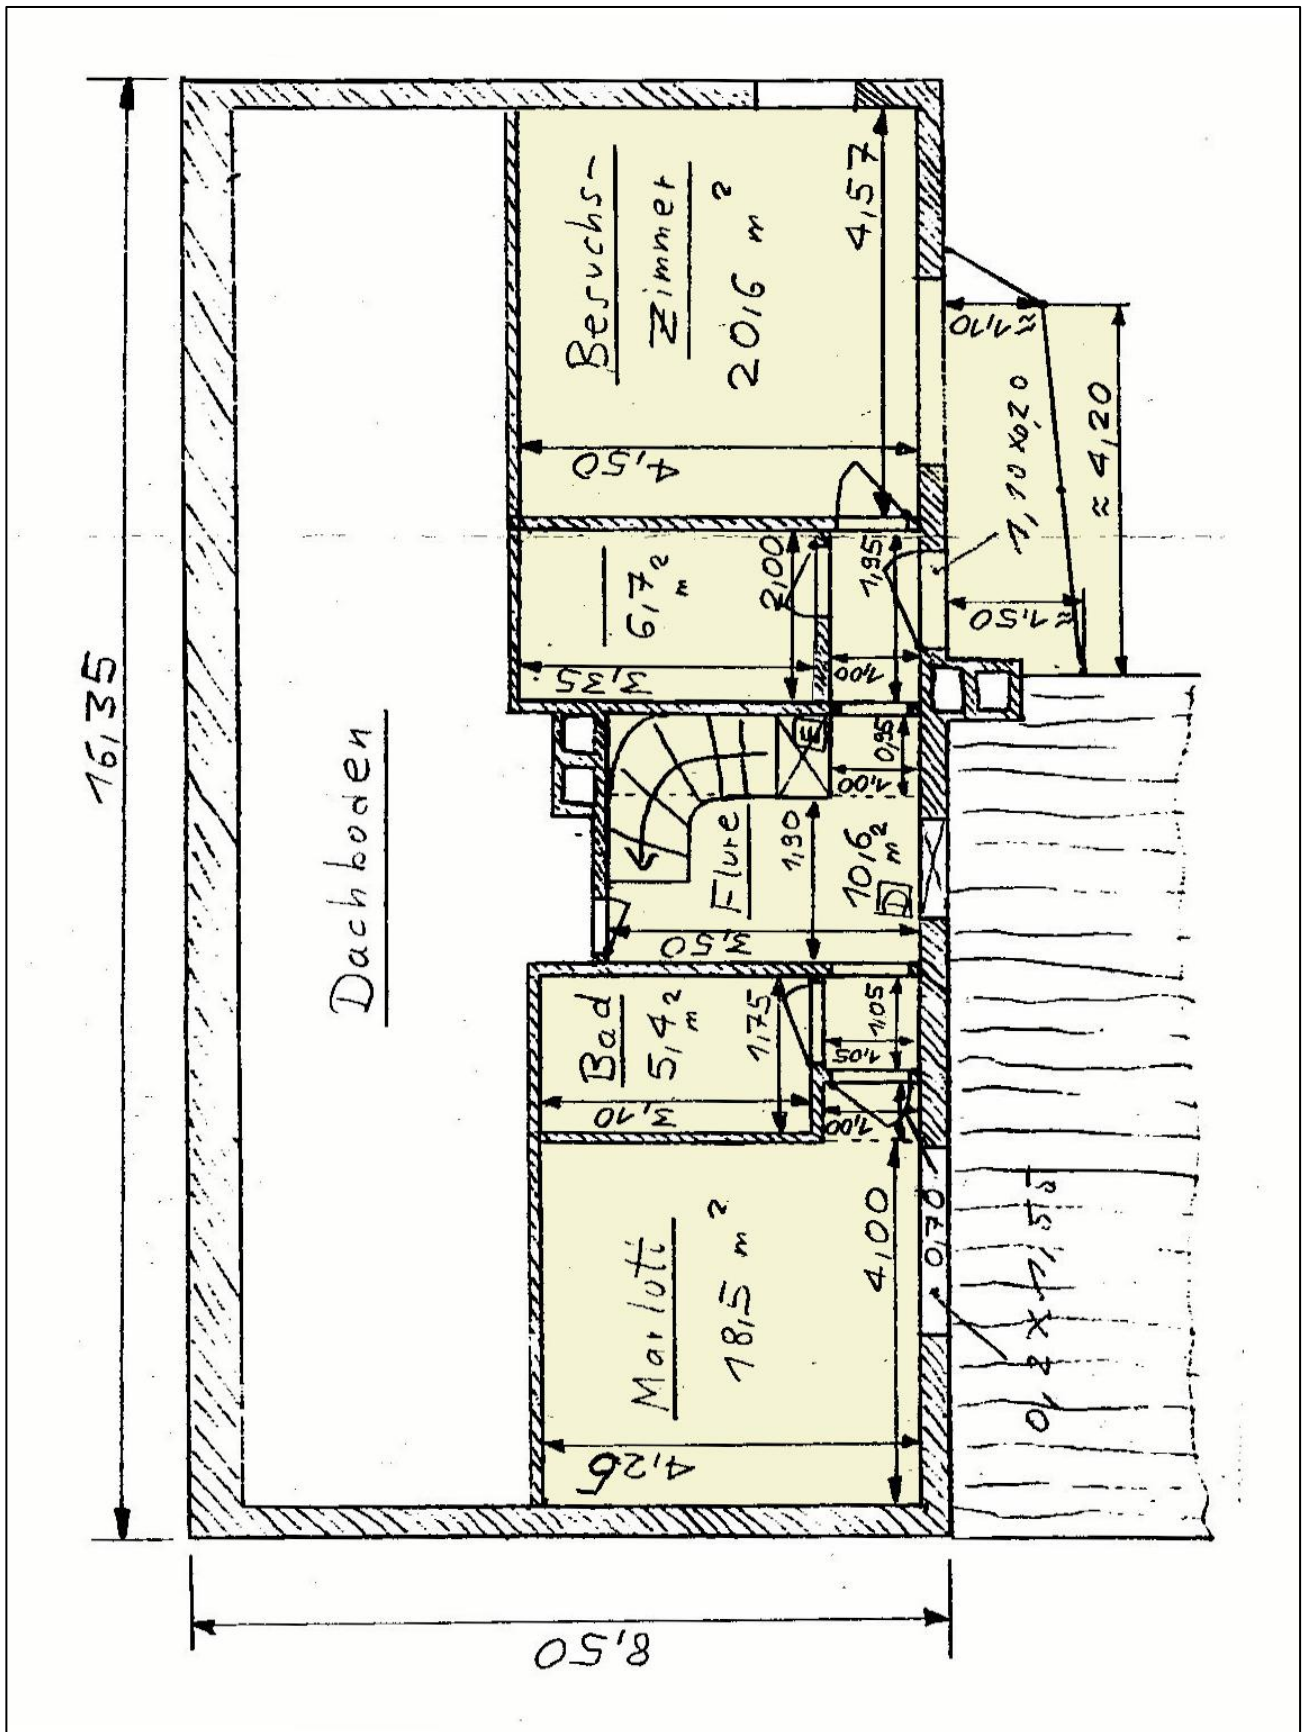 16,35
Dachboden
Besuchs-
Zimmer
20,6 m²
4,57
4,50
≈1,10
1,10 x 0,20
≈ 4,20
≈1,50
6,7 m²
2,00
1,95
3,35
1,00
E
0,95
1,00
Flure
1,90
10,6 m²
D
3,50
Bad
5,4 m²
1,75
1,05
1,05
3,10
1,00
Marluti
18,5 m²
4,00
0,70
4,25
8,50